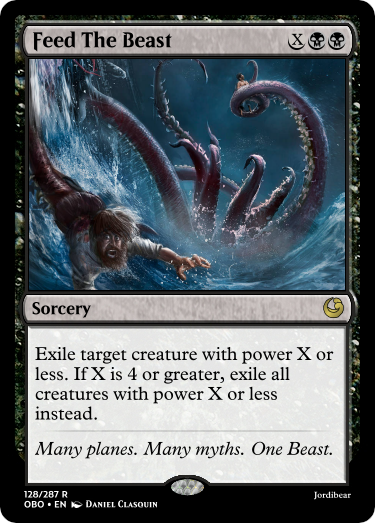 Feed The Beast X
Sorcery
Exile target creature with power X or
less. If X is 4 or greater, exile all
creatures with power X or less
instead.
Many planes. Many myths. One Beast.
128/287 R
OBO • EN Daniel Clasquin
Jordibear